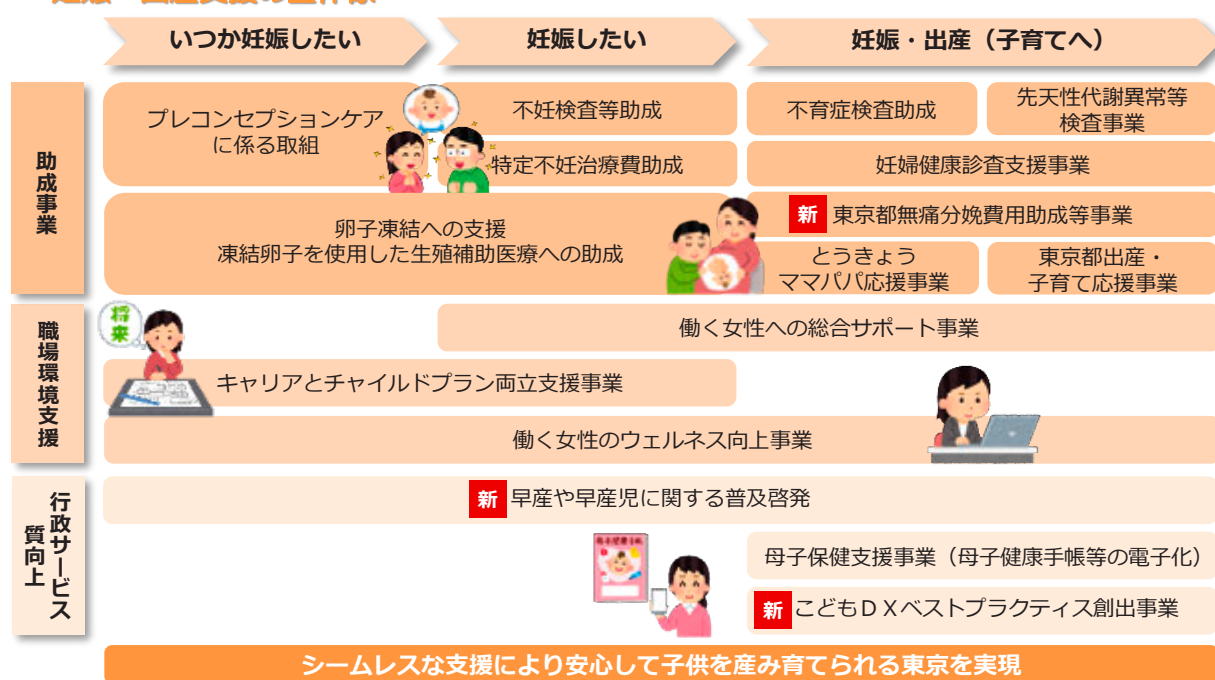 いつか妊娠したい
妊娠したい
妊娠・出産（子育てへ）
助成事業
プレコンセプションケア
に係る取組
不妊検査等助成
不育症検査助成
先天性代謝異常等
検査事業
特定不妊治療費助成
妊婦健康診査支援事業
卵子凍結への支援
凍結卵子を使用した生殖補助医療への助成
新 東京都無痛分娩費用助成等事業
とうきょう
ママパパ応援事業
東京都出産・
子育て応援事業
職場環境支援
将来
働く女性への総合サポート事業
キャリアとチャイルドプラン両立支援事業
働く女性のウェルネス向上事業
行政サービス
質向上
新 早産や早産児に関する普及啓発
母子健康手帳
母子保健支援事業（母子健康手帳等の電子化）
新 こどもＤＸベストプラクティス創出事業
シームレスな支援により安心して子供を産み育てられる東京を実現